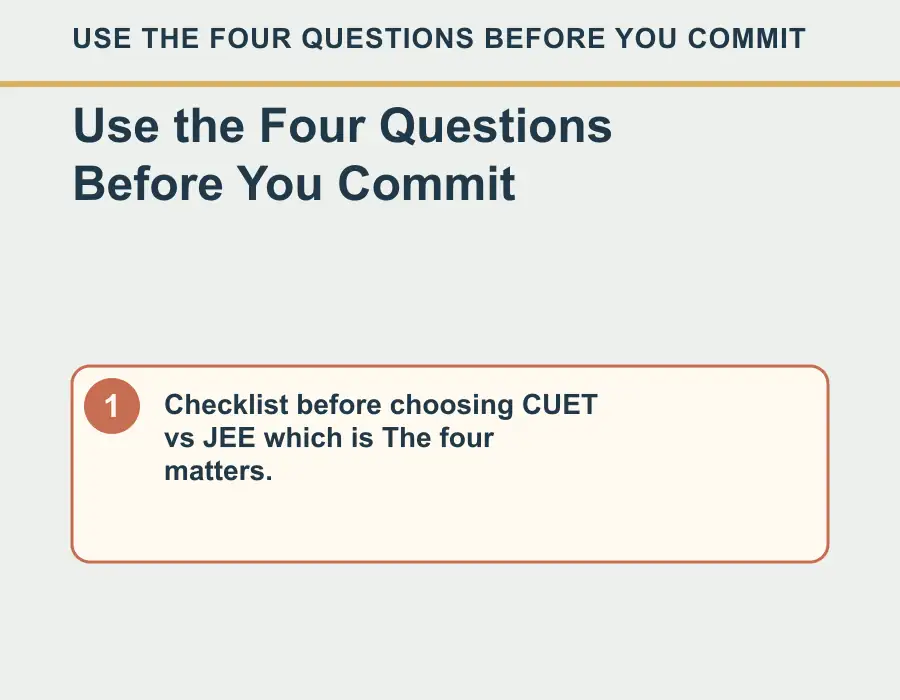 USE THE FOUR QUESTIONS BEFORE YOU COMMIT
Use the Four Questions
Before You Commit
1
Checklist before choosing CUET
vs JEE which is The four
matters.